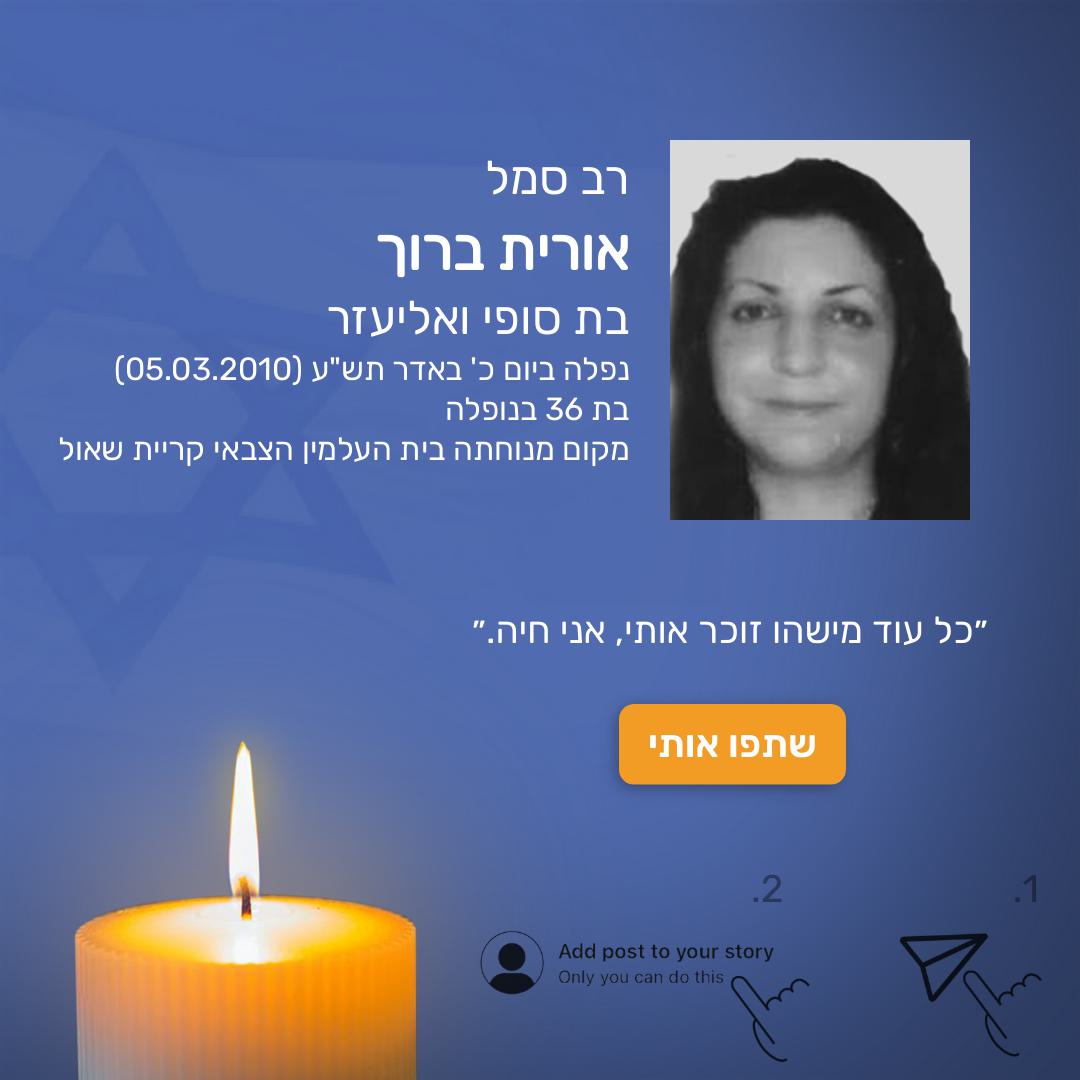 רב סמל
אורית ברוך
בת סופי ואליעזר
נפלה ביום כ' באדר תש"ע (05.03.2010)
בת 36 בנופלה
מקום מנוחתה בית העלמין הצבאי קריית שאול
״כל עוד מישהו זוכר אותי, אני חיה.״
שתפו אותי
1.
2.
Add post to your story
Only you can do this